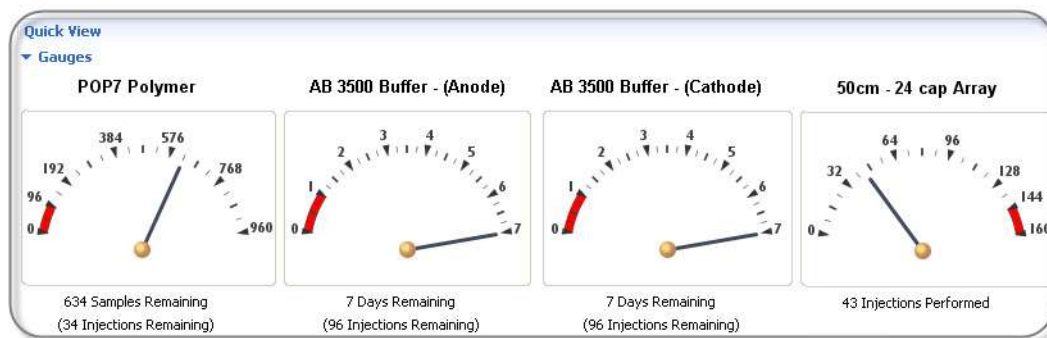 Quick View
Gauges
POP7 Polymer
0
96
192
384
576
768
960
634 Samples Remaining
(34 Injections Remaining)
AB 3500 Buffer - (Anode)
0
1
2
3
4
5
6
7
7 Days Remaining
(96 Injections Remaining)
AB 3500 Buffer - (Cathode)
0
1
2
3
4
5
6
7
7 Days Remaining
(96 Injections Remaining)
50cm - 24 cap Array
0
32
64
96
128
144
160
43 Injections Performed